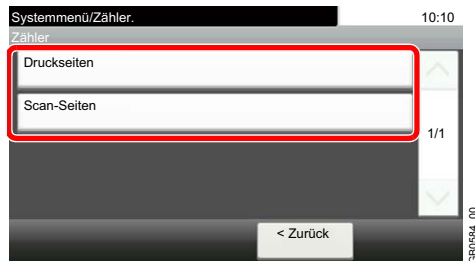 Systemmenü/Zähler. 10:10
Zähler
Druckseiten
Scan-Seiten
1/1
< Zurück
GB0584_00